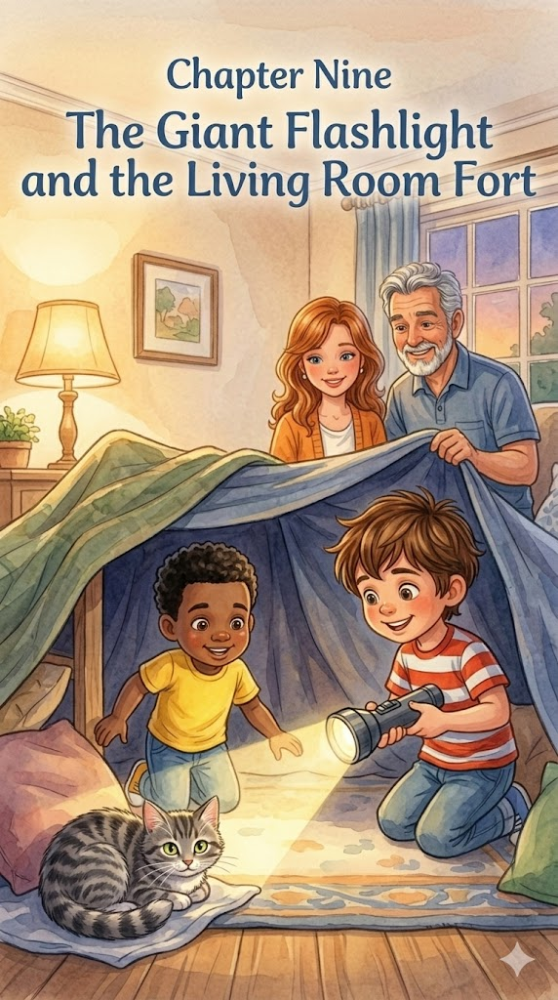 Chapter Nine
The Giant Flashlight
and the Living Room Fort